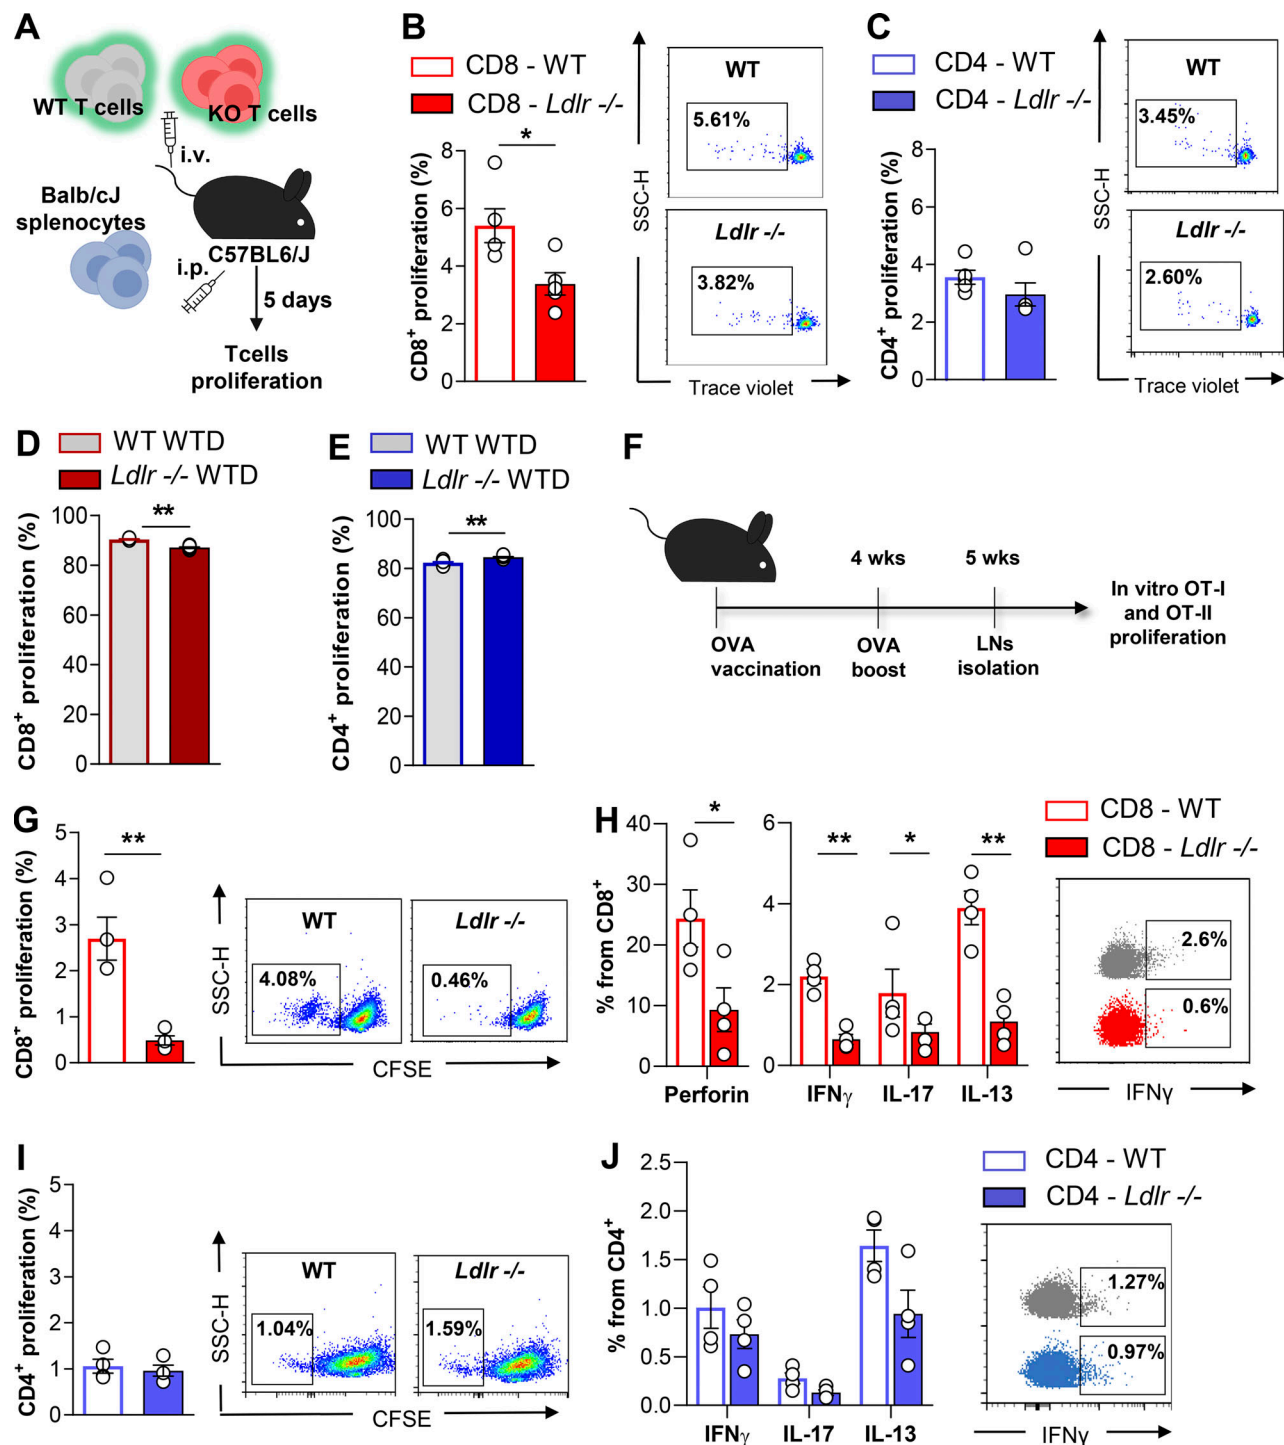 A
WT T cells
KO T cells
i.v.
Balb/cJ
splenocytes
C57BL6/J
i.p.
5 days
Tcells
proliferation
B
CD8 - WT
CD8 - Ldlr -/-
*
CD8+ proliferation (%)
8
6
4
2
0
SSC-H
WT
5.61%
Ldlr -/-
3.82%
Trace violet
C
CD4 - WT
CD4 - Ldlr -/-
CD4+ proliferation (%)
8
6
4
2
0
SSC-H
WT
3.45%
Ldlr -/-
2.60%
Trace violet
D
WT WTD
Ldlr -/- WTD
**
CD8+ proliferation (%)
100
80
60
40
20
0
E
WT WTD
Ldlr -/- WTD
**
CD4+ proliferation (%)
100
80
60
40
20
0
F
4 wks
5 wks
OVA
vaccination
OVA
boost
LNs
isolation
In vitro OT-I
and OT-II
proliferation
G
**
CD8+ proliferation (%)
5
4
3
2
1
0
SSC-H
WT
4.08%
Ldlr -/-
0.46%
CFSE
H
% from CD8+
40
30
20
10
0
*
Perforin
6
4
2
0
**
*
**
IFNγ
IL-17
IL-13
CD8 - WT
CD8 - Ldlr -/-
2.6%
0.6%
IFNγ
I
CD4+ proliferation (%)
5
4
3
2
1
0
SSC-H
WT
1.04%
Ldlr -/-
1.59%
CFSE
J
% from CD4+
2.5
2.0
1.5
1.0
0.5
0.0
IFNγ
IL-17
IL-13
CD4 - WT
CD4 - Ldlr -/-
1.27%
0.97%
IFNγ